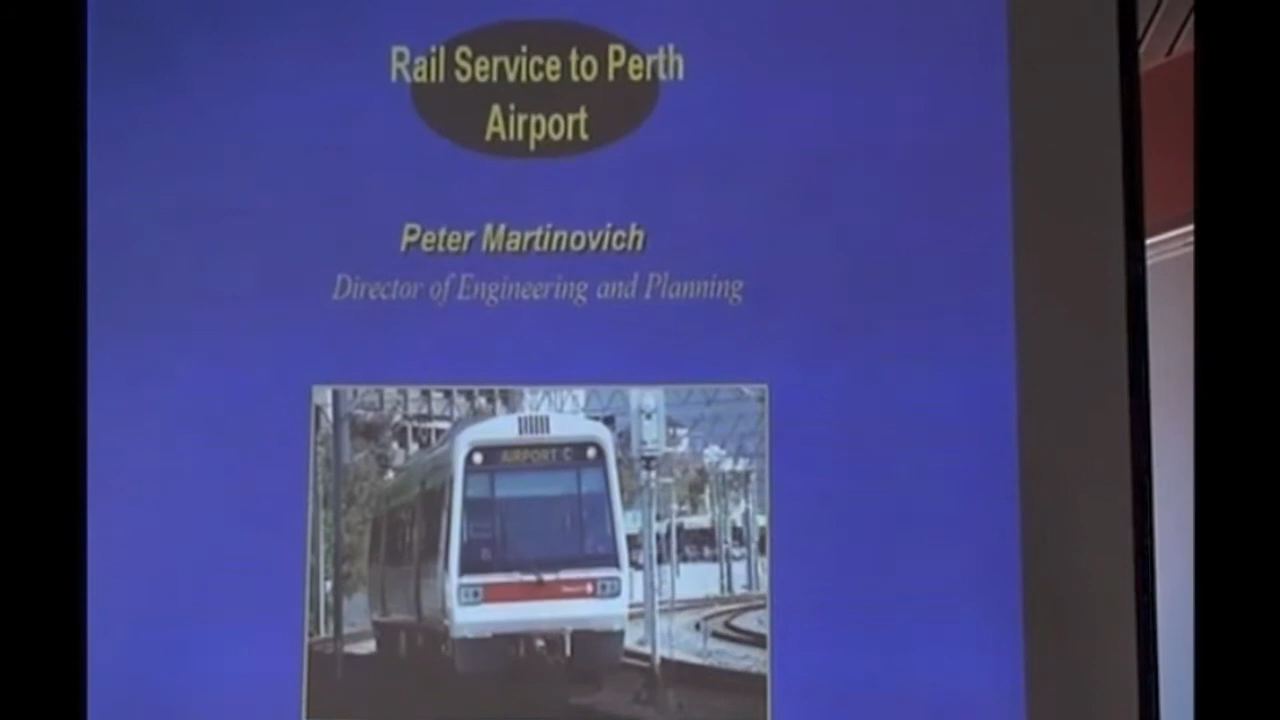 Rail Service to Perth
Airport
Peter Martinovich
Director of Engineering and Planning
AIRPORT C